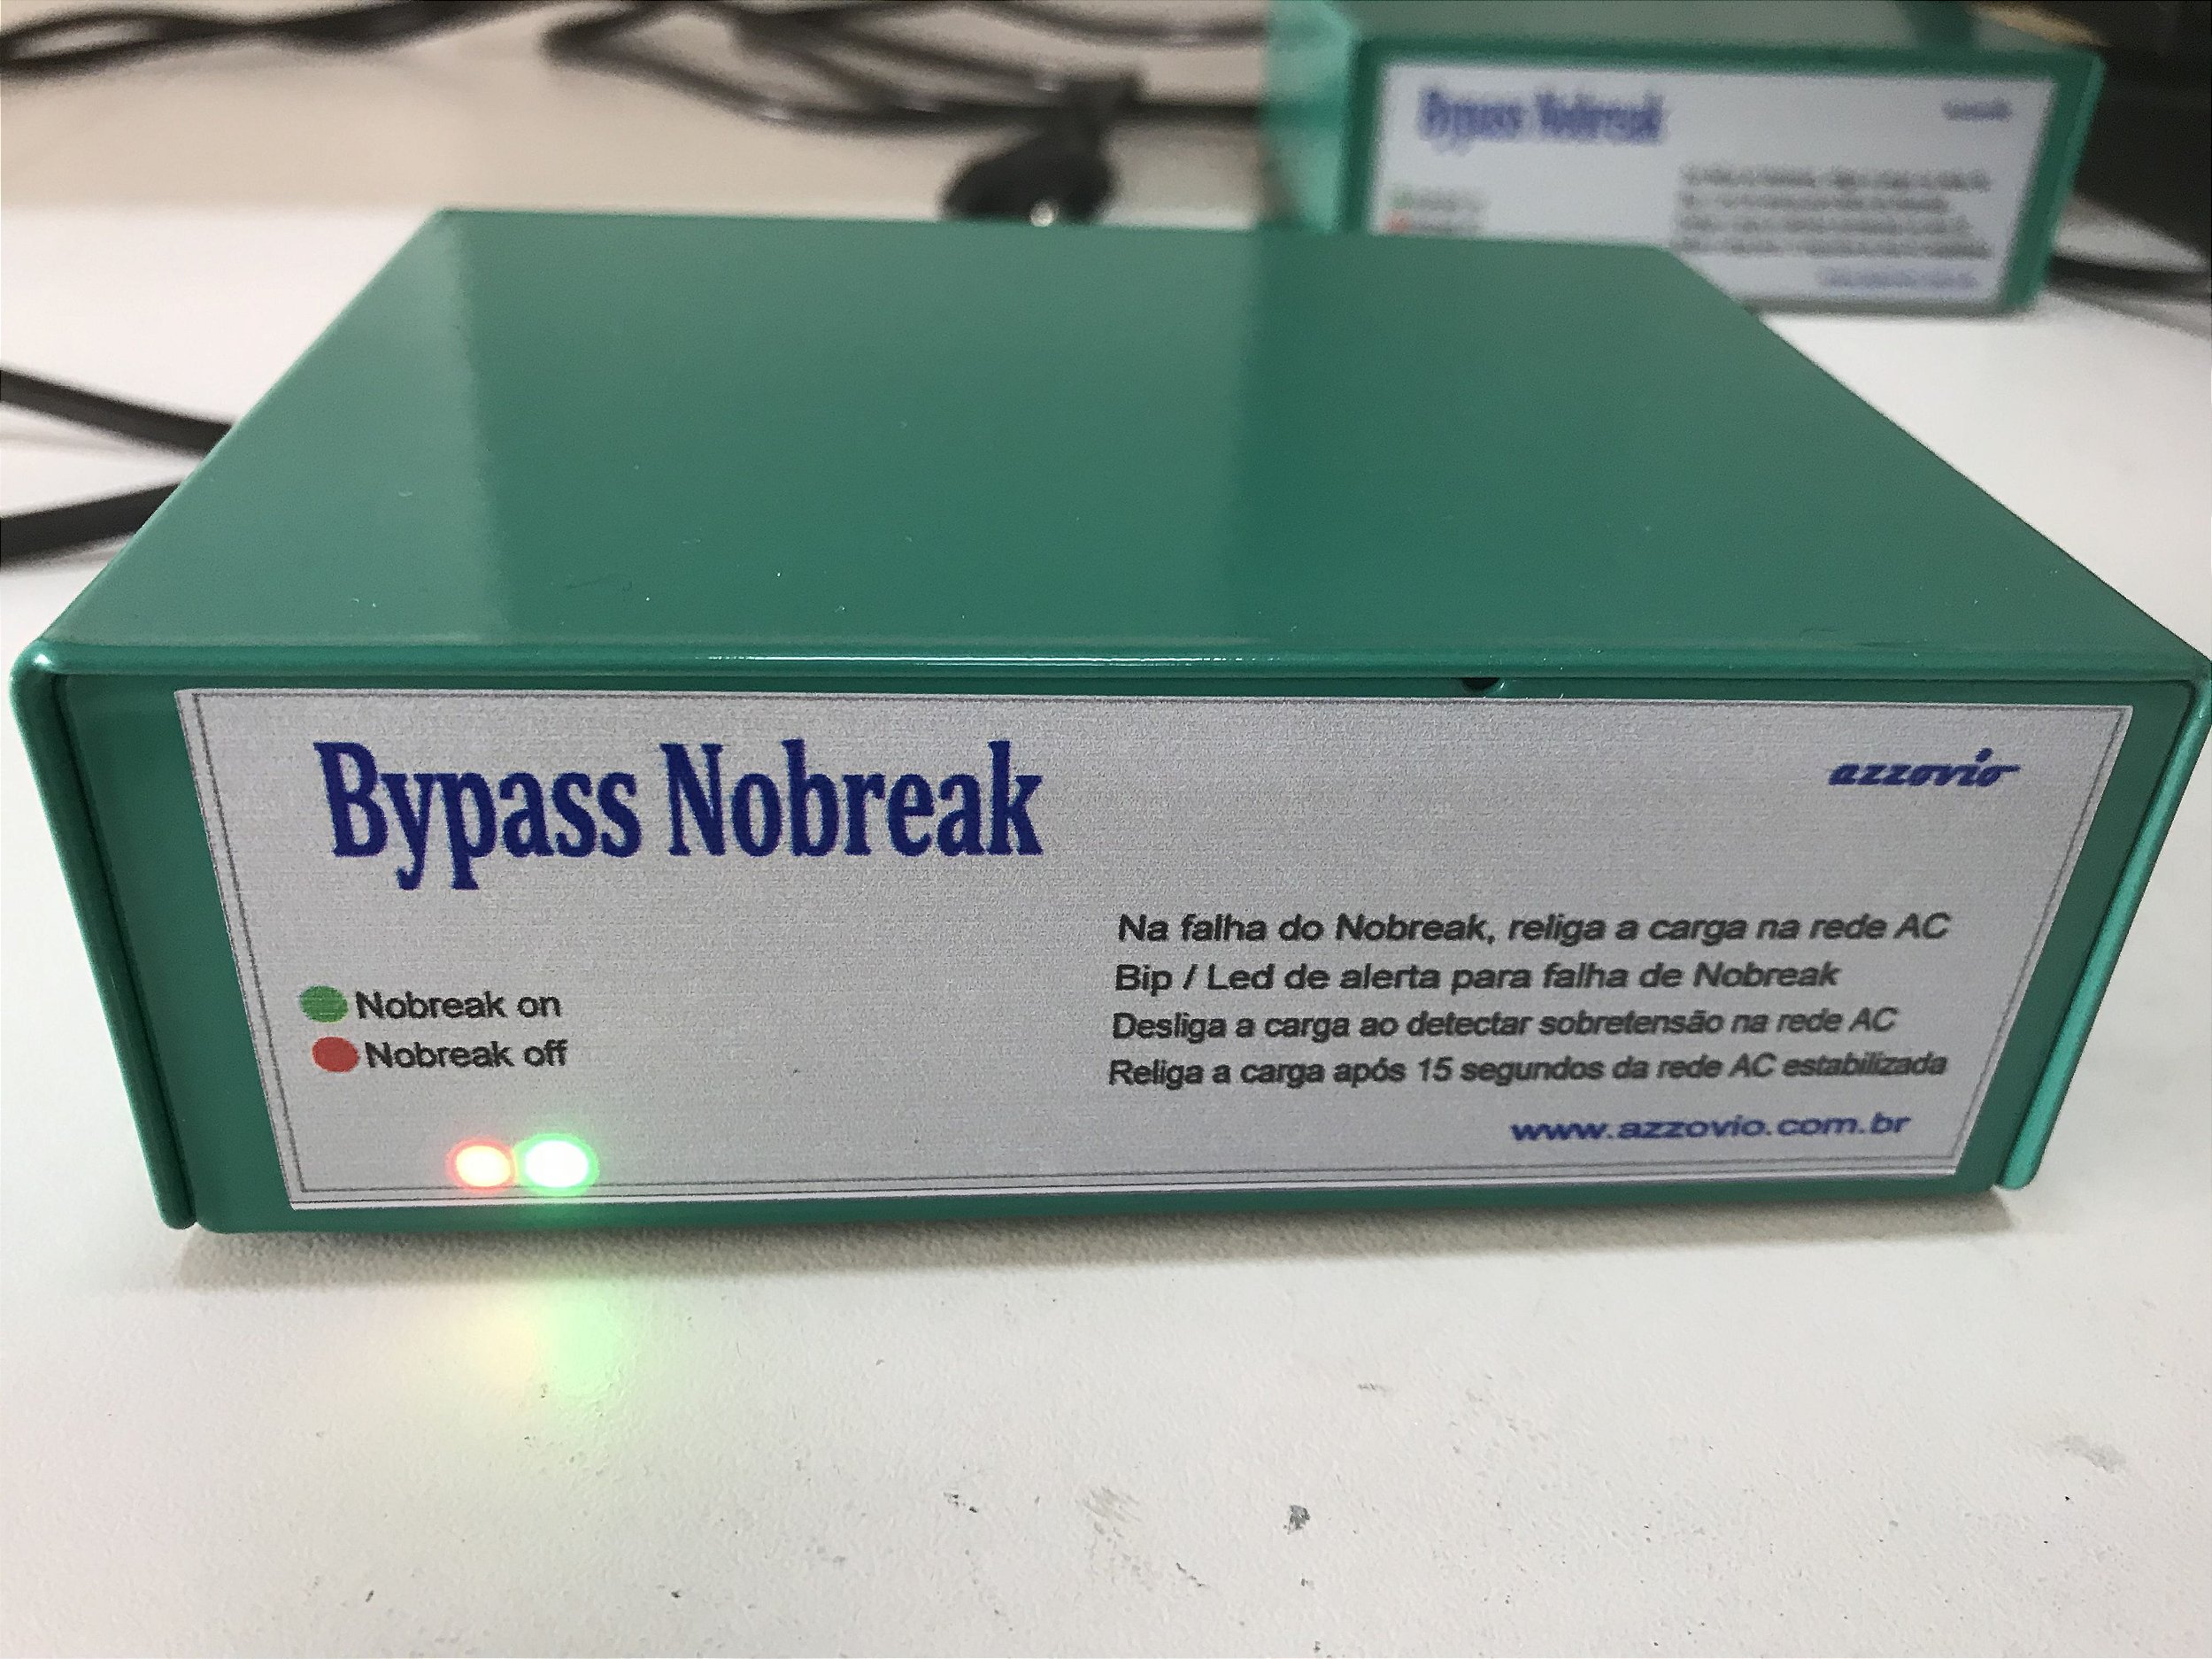 Bypass Nobreak
azzovio
Na falha do Nobreak, religa a carga na rede AC
Bip / Led de alerta para falha de Nobreak
Desliga a carga ao detectar sobretensão na rede AC
Religa a carga após 15 segundos da rede AC estabilizada
www.azzovio.com.br
Nobreak on
Nobreak off
Bypass Nobreak